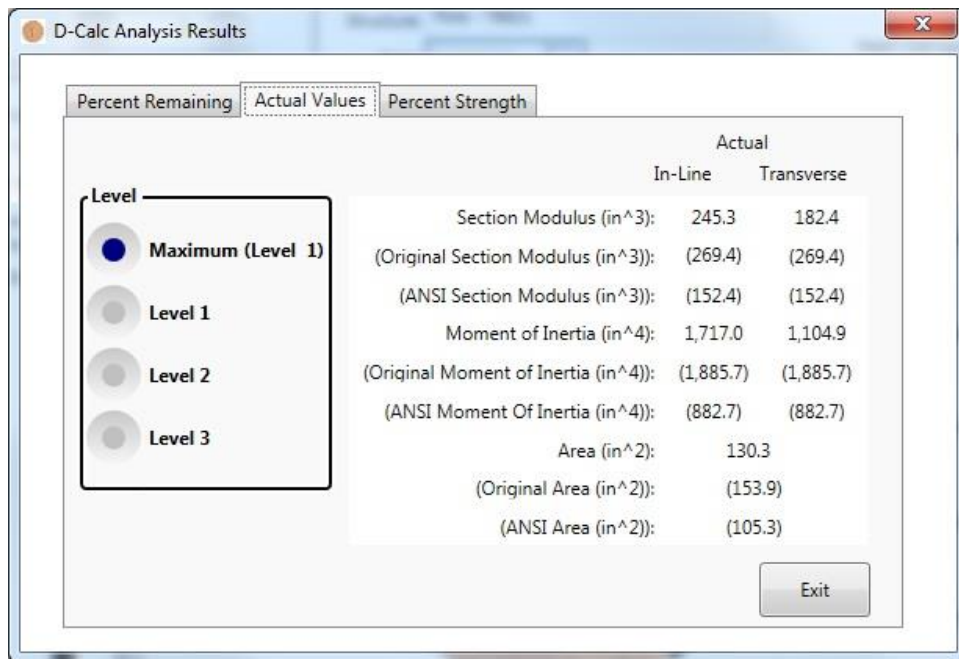 D-Calc Analysis Results
Percent Remaining Actual Values Percent Strength
Actual
In-Line Transverse
Level
Maximum (Level 1)
Level 1
Level 2
Level 3
Section Modulus (in^3): 245.3 182.4
(Original Section Modulus (in^3)): (269.4) (269.4)
(ANSI Section Modulus (in^3)): (152.4) (152.4)
Moment of Inertia (in^4): 1,717.0 1,104.9
(Original Moment of Inertia (in^4)): (1,885.7) (1,885.7)
(ANSI Moment Of Inertia (in^4)): (882.7) (882.7)
Area (in^2): 130.3
(Original Area (in^2)): (153.9)
(ANSI Area (in^2)): (105.3)
Exit